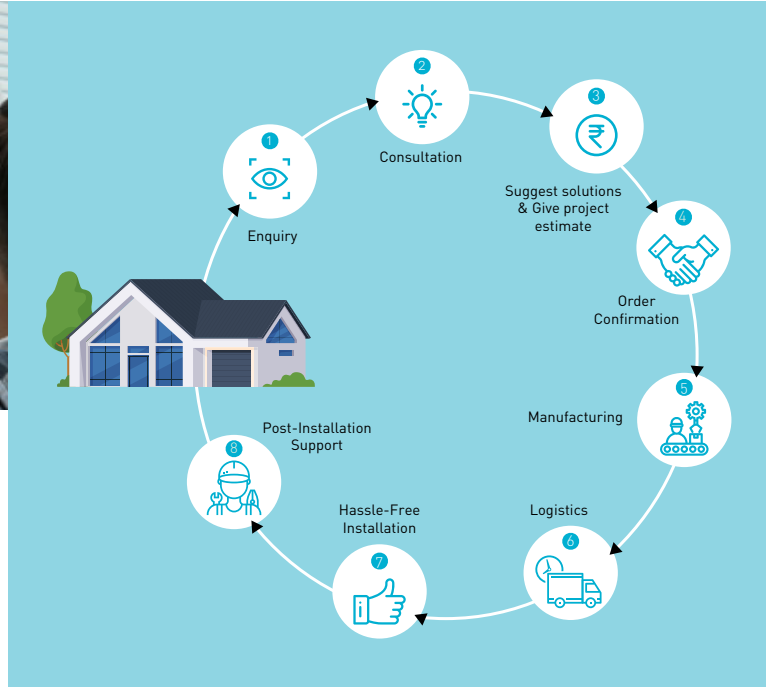 1
Enquiry
2
Consultation
3
Suggest solutions
& Give project
estimate
4
Order
Confirmation
5
Manufacturing
6
Logistics
7
Hassle-Free
Installation
8
Post-Installation
Support